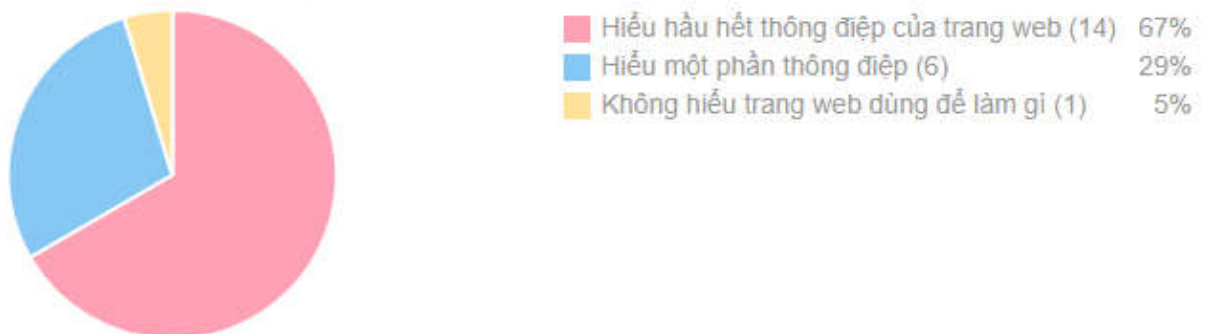 Hiểu hầu hết thông điệp của trang web (14) 67%
Hiểu một phần thông điệp (6) 29%
Không hiểu trang web dùng để làm gì (1) 5%